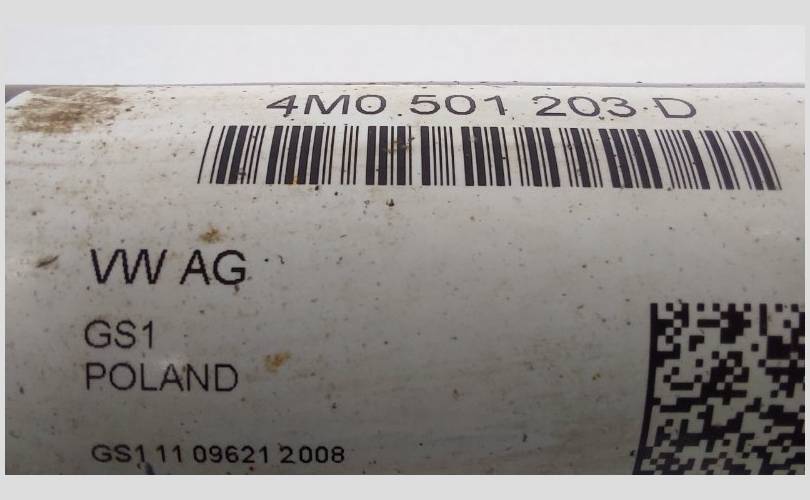 4M0 501 203 D
VW AG
GS1
POLAND
GS1 11 09621 2008